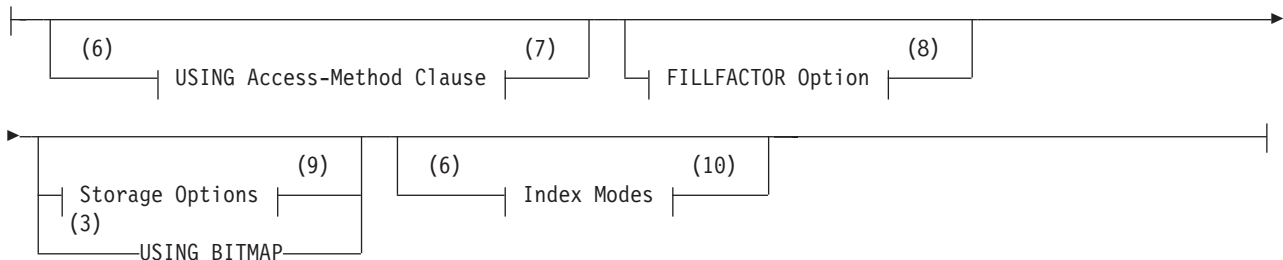 (6) (7) (8)
USING Access-Method Clause FILLFACTOR Option
(9) (6) (10)
Storage Options Index Modes
(3)
USING BITMAP